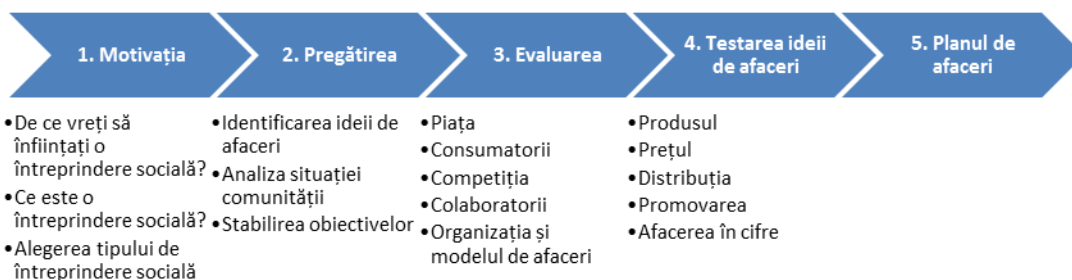 1. Motivația
2. Pregătirea
3. Evaluarea
4. Testarea ideii
de afaceri
5. Planul de
afaceri
•De ce vreți să
înființați o
întreprindere socială?
•Ce este o
întreprindere socială?
•Alegerea tipului de
întreprindere socială
•Identificarea ideii de
afaceri
•Analiza situației
comunității
•Stabilirea obiectivelor
•Piața
•Consumatorii
•Competiția
•Colaboratorii
•Organizația și
modelul de afaceri
•Produsul
•Prețul
•Distribuția
•Promovarea
•Afacerea în cifre